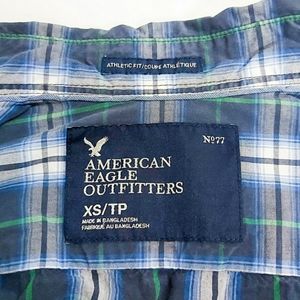 ATHLETIC FIT/COUPE ATHLÉTIQUE
Nº77
AMERICAN
EAGLE
OUTFITTERS
XS/TP
MADE IN BANGLADESH
FABRIQUÉ AU BANGLADESH